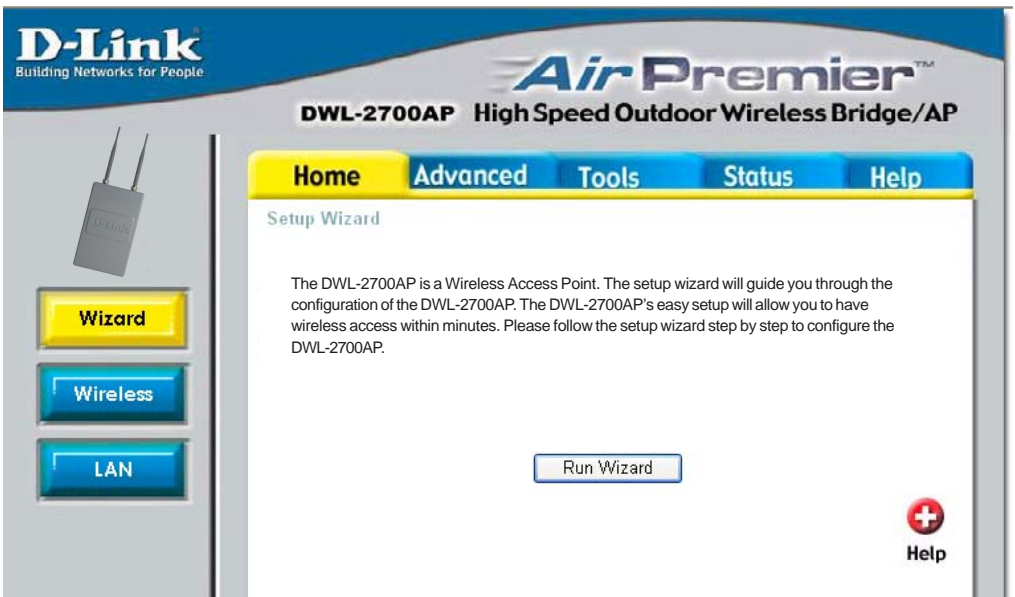 D-Link
Building Networks for People
Air Premier™
DWL-2700AP High Speed Outdoor Wireless Bridge/AP
D-Link
Home Advanced Tools Status Help
Setup Wizard
The DWL-2700AP is a Wireless Access Point. The setup wizard will guide you through the
configuration of the DWL-2700AP. The DWL-2700AP's easy setup will allow you to have
wireless access within minutes. Please follow the setup wizard step by step to configure the
DWL-2700AP.
Wizard
Wireless
LAN
Run Wizard
Help